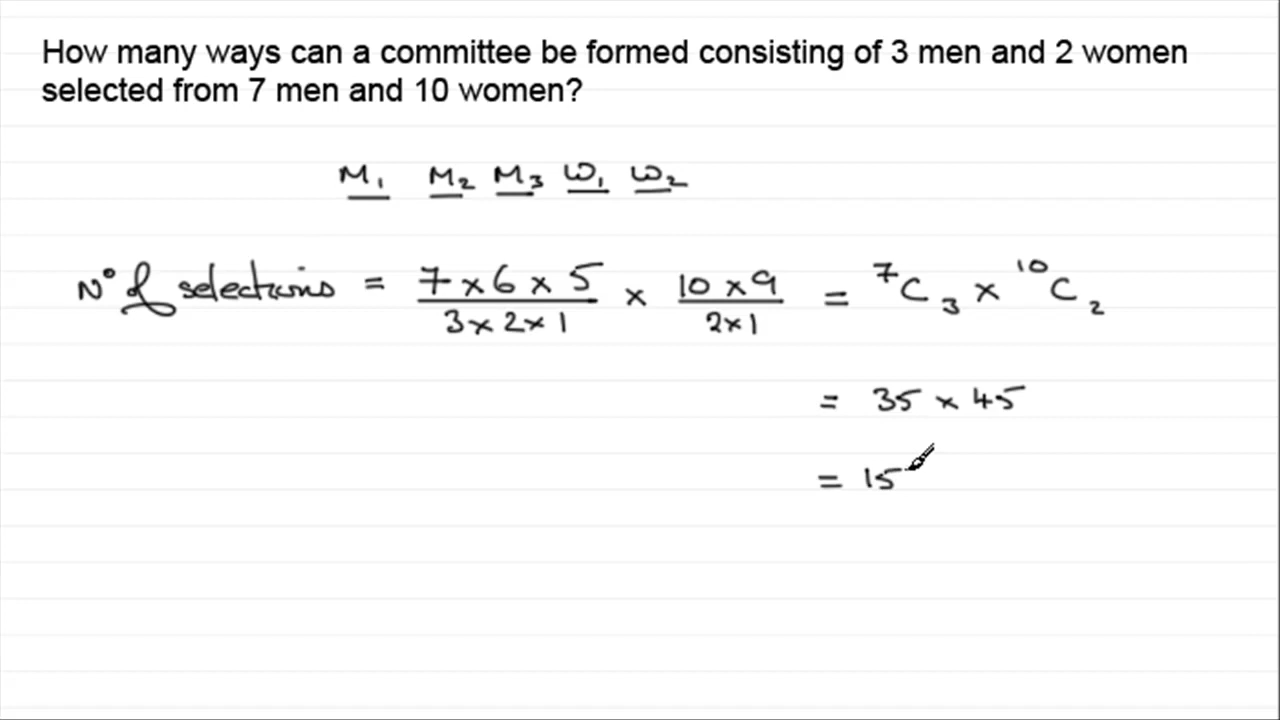 How many ways can a committee be formed consisting of 3 men and 2 women
selected from 7 men and 10 women?
M₁ M₂ M₃ W₁ W₂
Nº of selections = (7 × 6 × 5)/(3 × 2 × 1) × (10 × 9)/(2 × 1) = ⁷C₃ × ¹⁰C₂
= 35 × 45
= 15